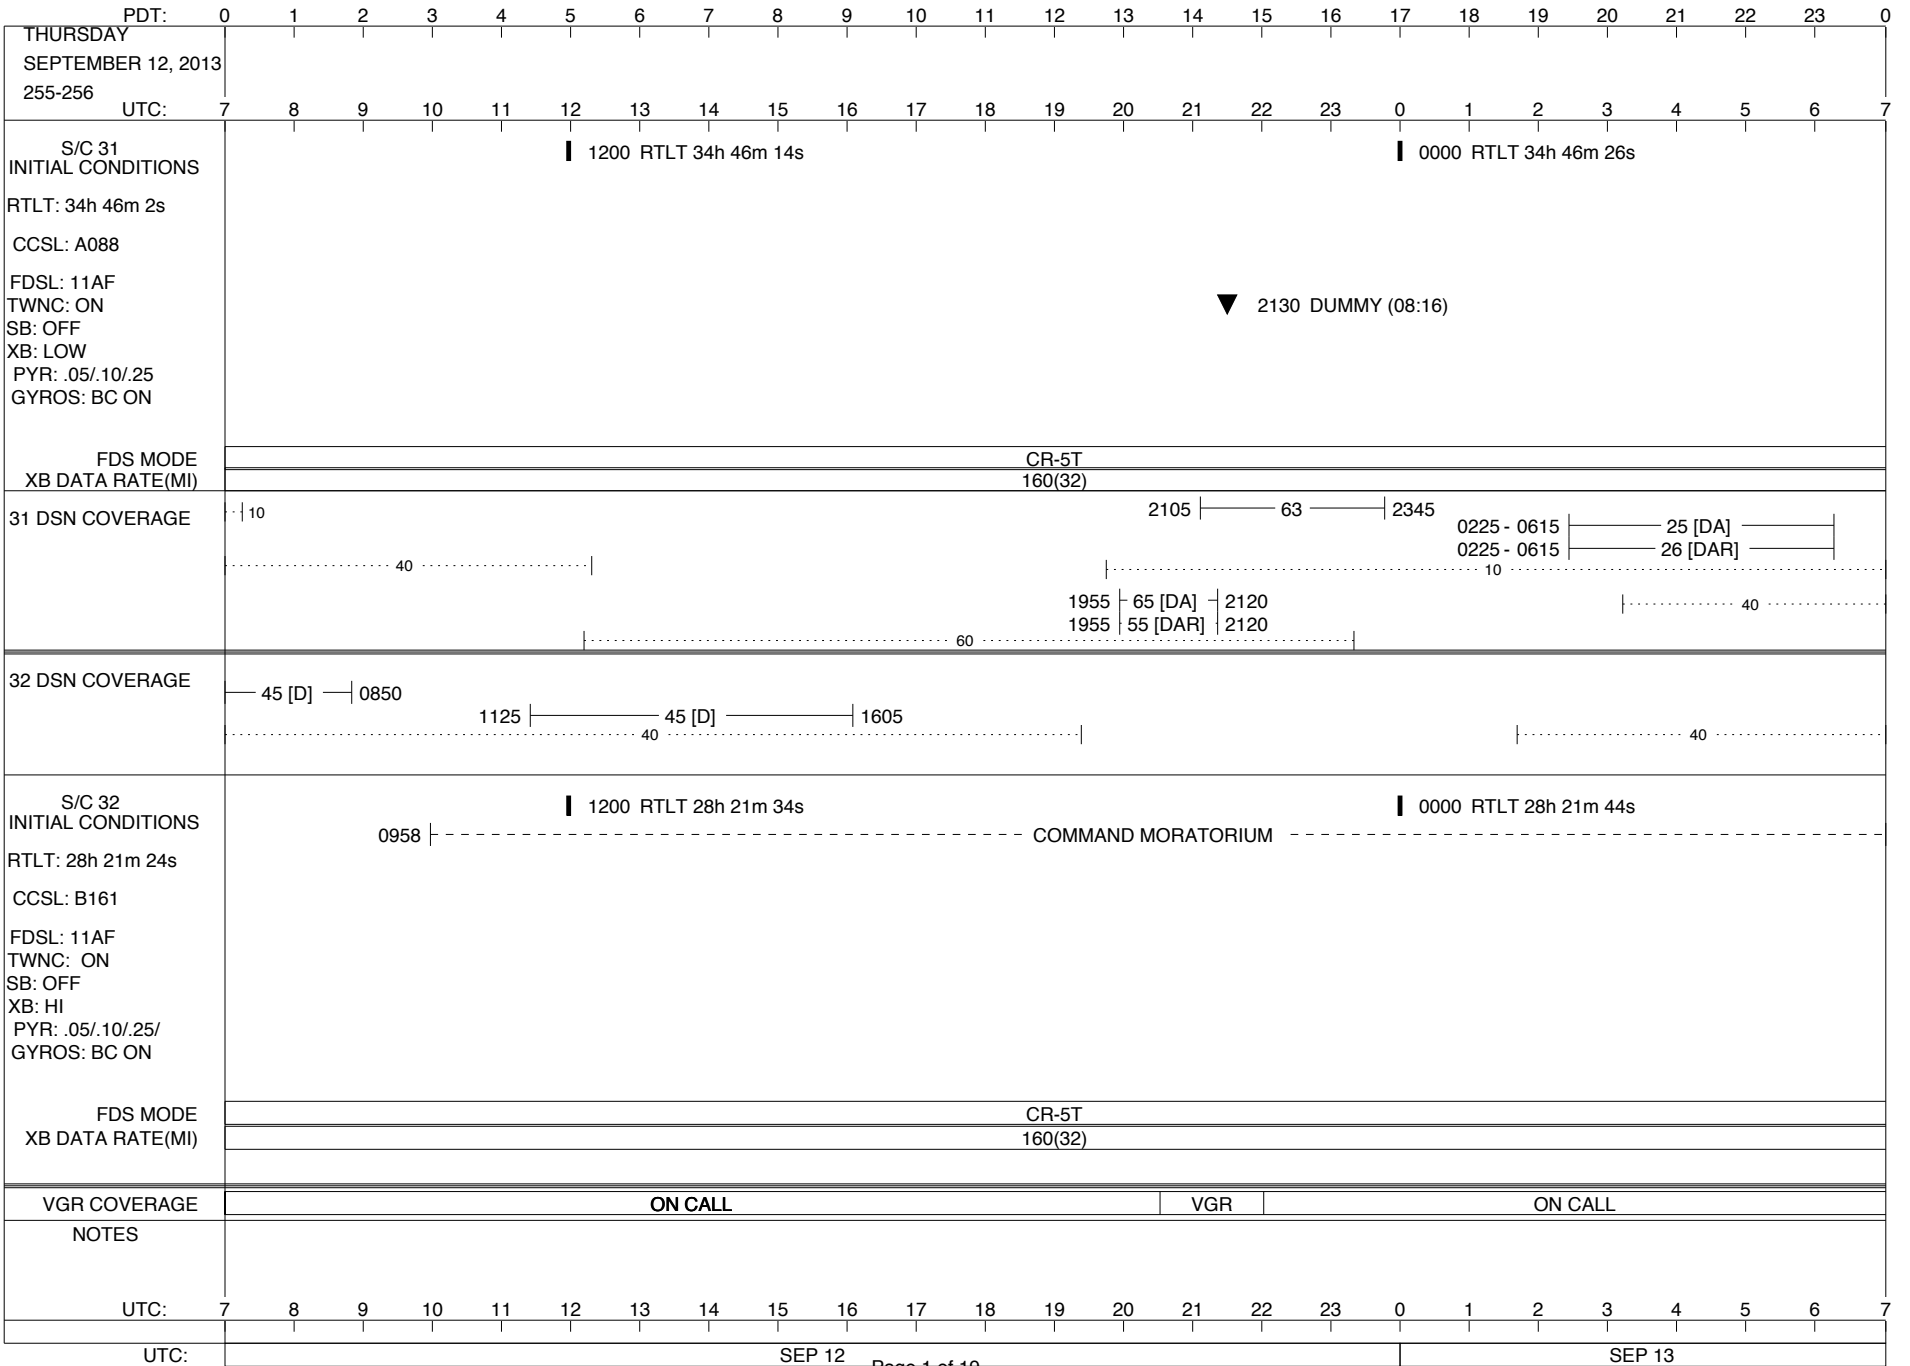 PDT: 0 1 2 3 4 5 6 7 8 9 10 11 12 13 14 15 16 17 18 19 20 21 22 23 0
THURSDAY
SEPTEMBER 12, 2013
255-256
UTC: 7 8 9 10 11 12 13 14 15 16 17 18 19 20 21 22 23 0 1 2 3 4 5 6 7
S/C 31
INITIAL CONDITIONS
1200 RTLT 34h 46m 14s
0000 RTLT 34h 46m 26s
RTLT: 34h 46m 2s
CCSL: A088
FDSL: 11AF
TWNC: ON
2130 DUMMY (08:16)
SB: OFF
XB: LOW
PYR: .05/.10/.25
GYROS: BC ON
FDS MODE CR-5T
XB DATA RATE(MI) 160(32)
31 DSN COVERAGE
10
2105 63 2345
0225 - 0615 25 [DA]
0225 - 0615 26 [DAR]
40
10
1955 65 [DA] 2120
40
1955 55 [DAR] 2120
60
32 DSN COVERAGE
45 [D] 0850
1125 45 [D] 1605
40
40
S/C 32
INITIAL CONDITIONS
1200 RTLT 28h 21m 34s
0000 RTLT 28h 21m 44s
0958 COMMAND MORATORIUM
RTLT: 28h 21m 24s
CCSL: B161
FDSL: 11AF
TWNC: ON
SB: OFF
XB: HI
PYR: .05/.10/.25/
GYROS: BC ON
FDS MODE CR-5T
XB DATA RATE(MI) 160(32)
VGR COVERAGE ON CALL VGR ON CALL
NOTES
UTC: 7 8 9 10 11 12 13 14 15 16 17 18 19 20 21 22 23 0 1 2 3 4 5 6 7
UTC: SEP 12 SEP 13
Page 1 of 10